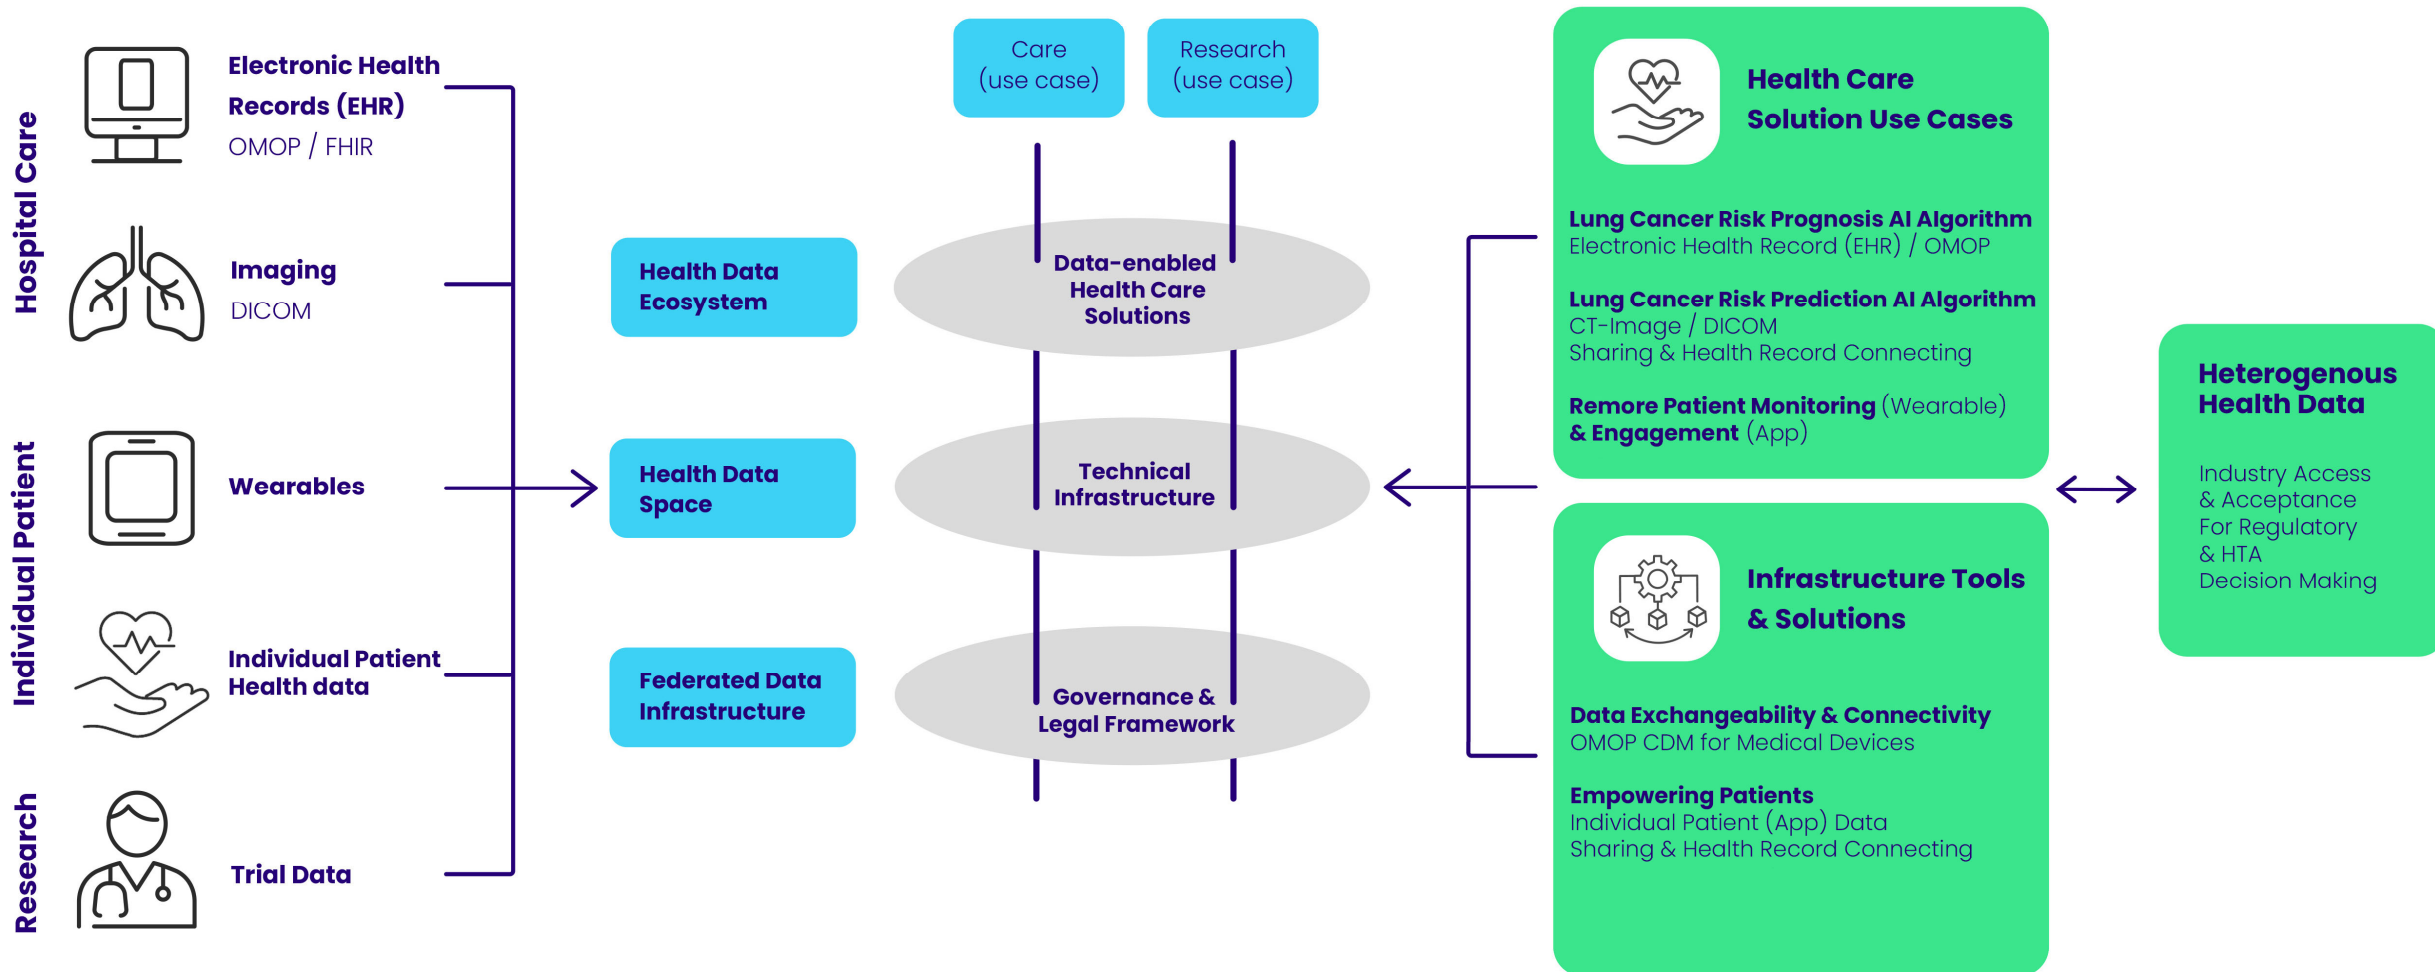 Hospital Care
Electronic Health
Records (EHR)
OMOP / FHIR
Imaging
DICOM
Individual Patient
Wearables
Individual Patient
Health data
Research
Trial Data
Health Data
Ecosystem
Health Data
Space
Federated Data
Infrastructure
Care
(use case)
Research
(use case)
Data-enabled
Health Care
Solutions
Technical
Infrastructure
Governance &
Legal Framework
Health Care
Solution Use Cases
Lung Cancer Risk Prognosis AI Algorithm
Electronic Health Record (EHR) / OMOP
Lung Cancer Risk Prediction AI Algorithm
CT-Image / DICOM
Sharing & Health Record Connecting
Remore Patient Monitoring (Wearable)
& Engagement (App)
Infrastructure Tools
& Solutions
Data Exchangeability & Connectivity
OMOP CDM for Medical Devices
Empowering Patients
Individual Patient (App) Data
Sharing & Health Record Connecting
Heterogenous
Health Data
Industry Access
& Acceptance
For Regulatory
& HTA
Decision Making